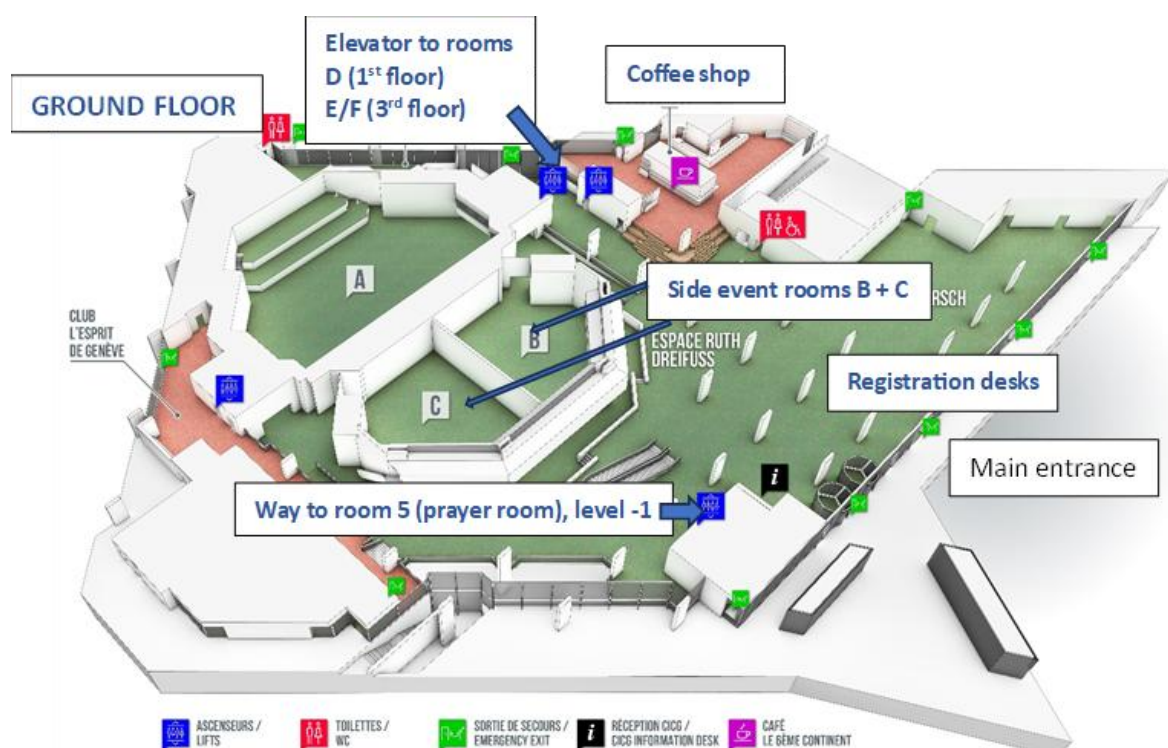 Elevator to rooms
D (1st floor)
E/F (3rd floor)
Coffee shop
GROUND FLOOR
A
Side event rooms B + C
RSCH
B
ESPACE RUTH
DREIFUSS
CLUB
L'ESPRIT
DE GENÈVE
C
Registration desks
Main entrance
i
Way to room 5 (prayer room), level -1
ASCENSEURS /
LIFTS
TOILETTES /
WC
SORTIE DE SECOURS /
EMERGENCY EXIT
i
RÉCEPTION CICG /
CICG INFORMATION DESK
CAFÉ
LE 6ÈME CONTINENT